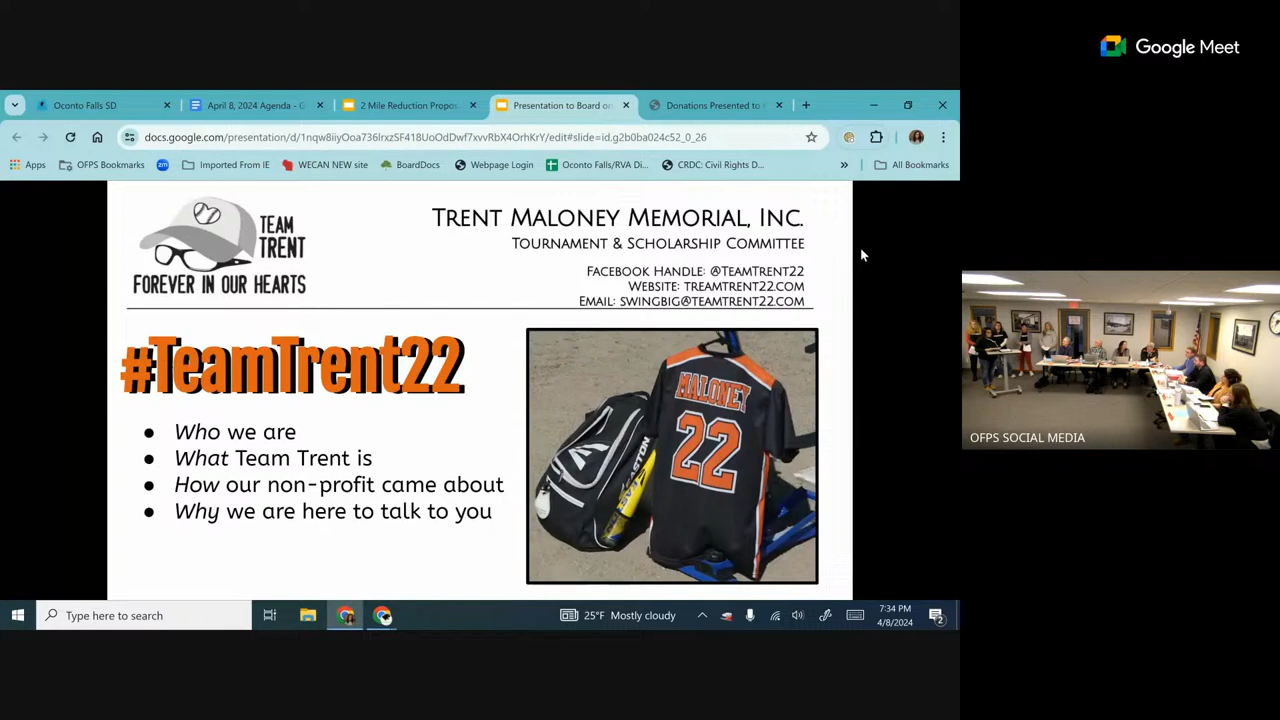 Google Meet
Oconto Falls SD
April 8, 2024 Agenda - G
2 Mile Reduction Propos
Presentation to Board on
Donations Presented to t
docs.google.com/presentation/d/1nqw8iiyOoa736lrxzSF418UoOdDwf7xvvRbX4OrhKrY/edit#slide=id.g2b0ba024c52_0_26
Apps
OFPS Bookmarks
zm
Imported From IE
WECAN NEW site
BoardDocs
Webpage Login
Oconto Falls/RVA Di...
CRDC: Civil Rights D...
All Bookmarks
TEAM
TRENT
FOREVER IN OUR HEARTS
TRENT MALONEY MEMORIAL, INC.
TOURNAMENT & SCHOLARSHIP COMMITTEE
FACEBOOK HANDLE: @TEAMTRENT22
WEBSITE: TREAMTRENT22.COM
EMAIL: SWINGBIG@TEAMTRENT22.COM
#TeamTrent22
• Who we are
• What Team Trent is
• How our non-profit came about
• Why we are here to talk to you
MALONEY
22
EASTON
OFPS SOCIAL MEDIA
Type here to search
25°F Mostly cloudy
7:34 PM
4/8/2024
2